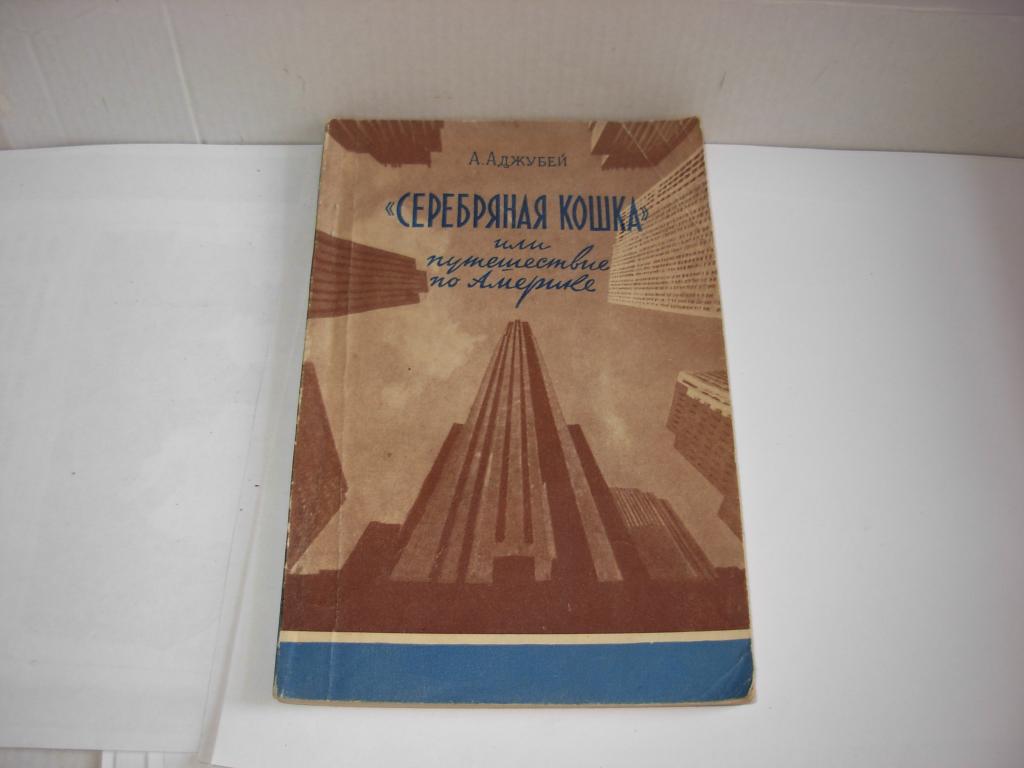 А. Аджубей
«СЕРЕБРЯНАЯ КОШКА»
или
путешествие
по Америке